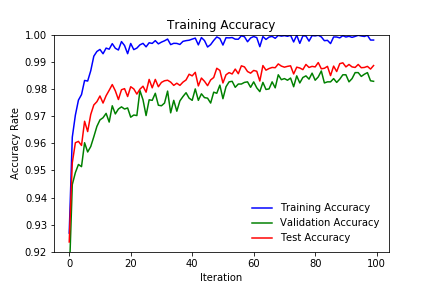 Training Accuracy
1.00
0.99
0.98
0.97
0.96
0.95
0.94
0.93
0.92
Accuracy Rate
0
20
40
60
80
100
Iteration
Training Accuracy
Validation Accuracy
Test Accuracy